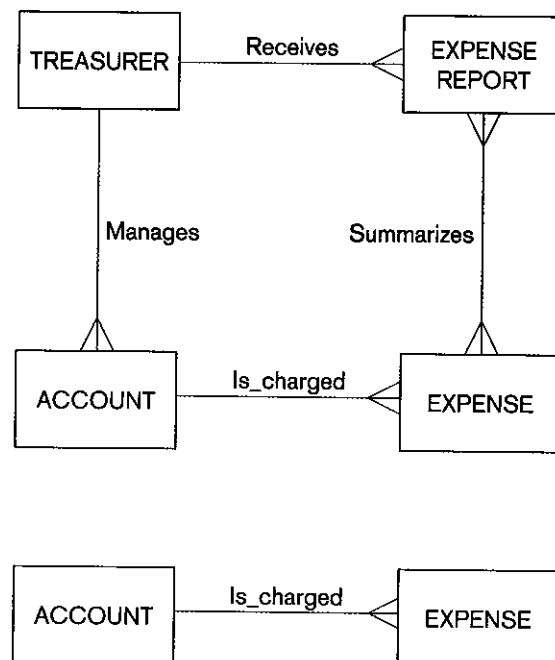 Receives
TREASURER
EXPENSE
REPORT
Manages
Summarizes
Is_charged
ACCOUNT
EXPENSE
Is_charged
ACCOUNT
EXPENSE